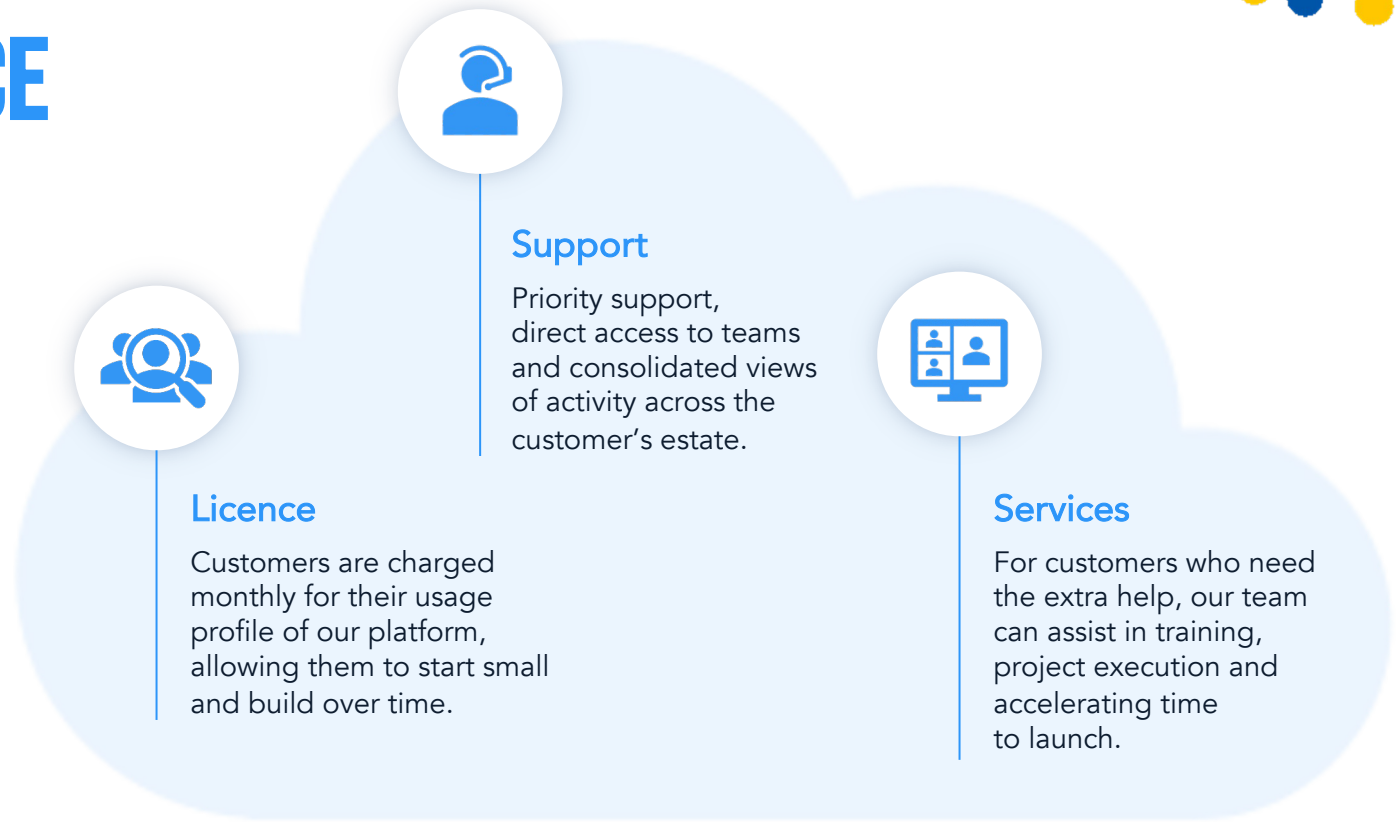 CE
Support
Priority support,
direct access to teams
and consolidated views
of activity across the
customer’s estate.
Licence
Customers are charged
monthly for their usage
profile of our platform,
allowing them to start small
and build over time.
Services
For customers who need
the extra help, our team
can assist in training,
project execution and
accelerating time
to launch.